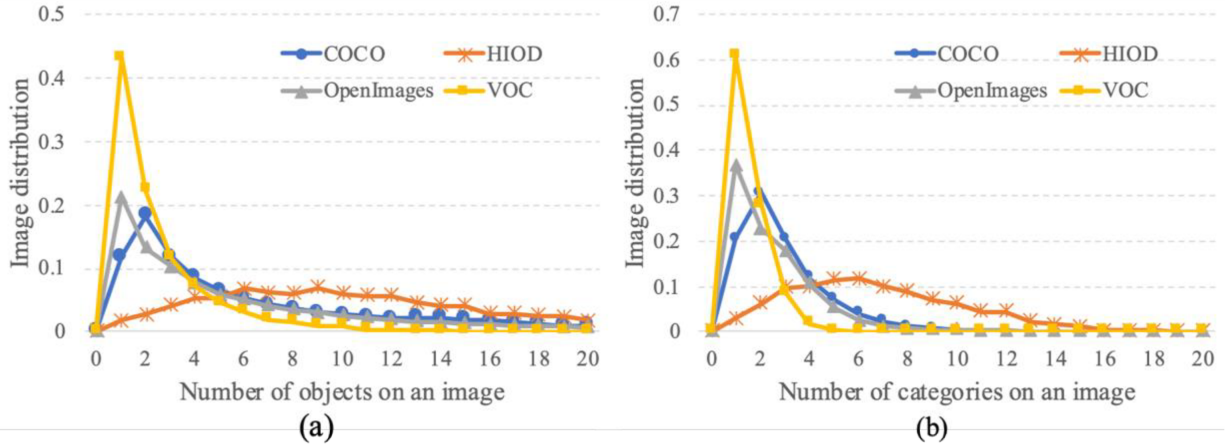 0.5
0.4
0.3
0.2
0.1
0
Image distribution
COCO HIOD
OpenImages VOC
0 2 4 6 8 10 12 14 16 18 20
Number of objects on an image
(a)
0.7
0.6
0.5
0.4
0.3
0.2
0.1
0
Image distribution
COCO HIOD
OpenImages VOC
0 2 4 6 8 10 12 14 16 18 20
Number of categories on an image
(b)